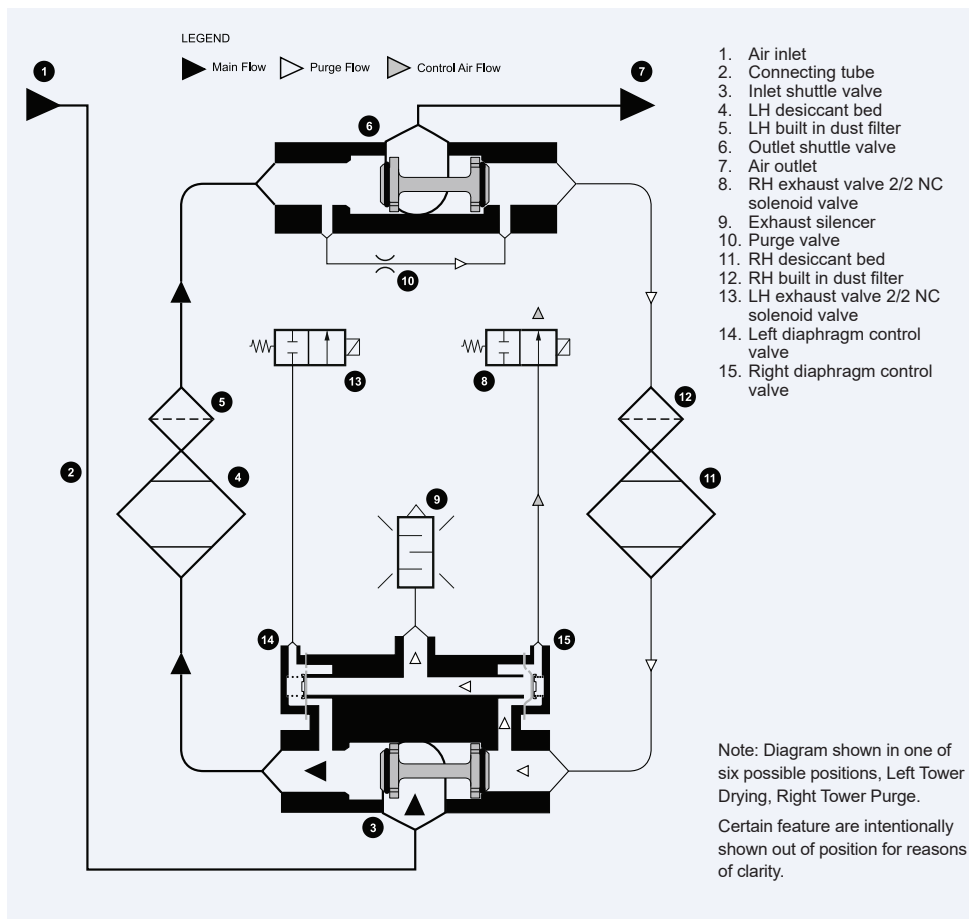 LEGEND
Main Flow
Purge Flow
Control Air Flow
1
7
6
10
13
8
5
12
4
11
2
9
14
15
3
1. Air inlet
2. Connecting tube
3. Inlet shuttle valve
4. LH desiccant bed
5. LH built in dust filter
6. Outlet shuttle valve
7. Air outlet
8. RH exhaust valve 2/2 NC
solenoid valve
9. Exhaust silencer
10. Purge valve
11. RH desiccant bed
12. RH built in dust filter
13. LH exhaust valve 2/2 NC
solenoid valve
14. Left diaphragm control
valve
15. Right diaphragm control
valve
Note: Diagram shown in one of
six possible positions, Left Tower
Drying, Right Tower Purge.
Certain feature are intentionally
shown out of position for reasons
of clarity.